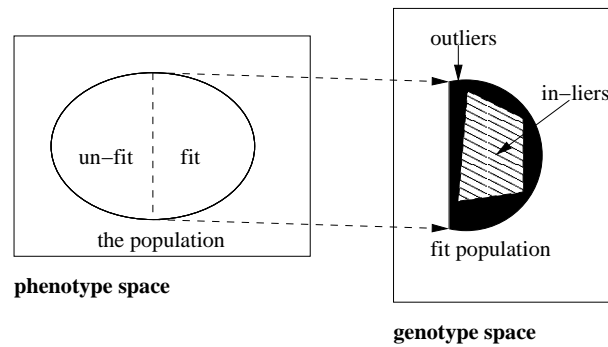 outliers
in-liers
un-fit
fit
the population
fit population
phenotype space
genotype space